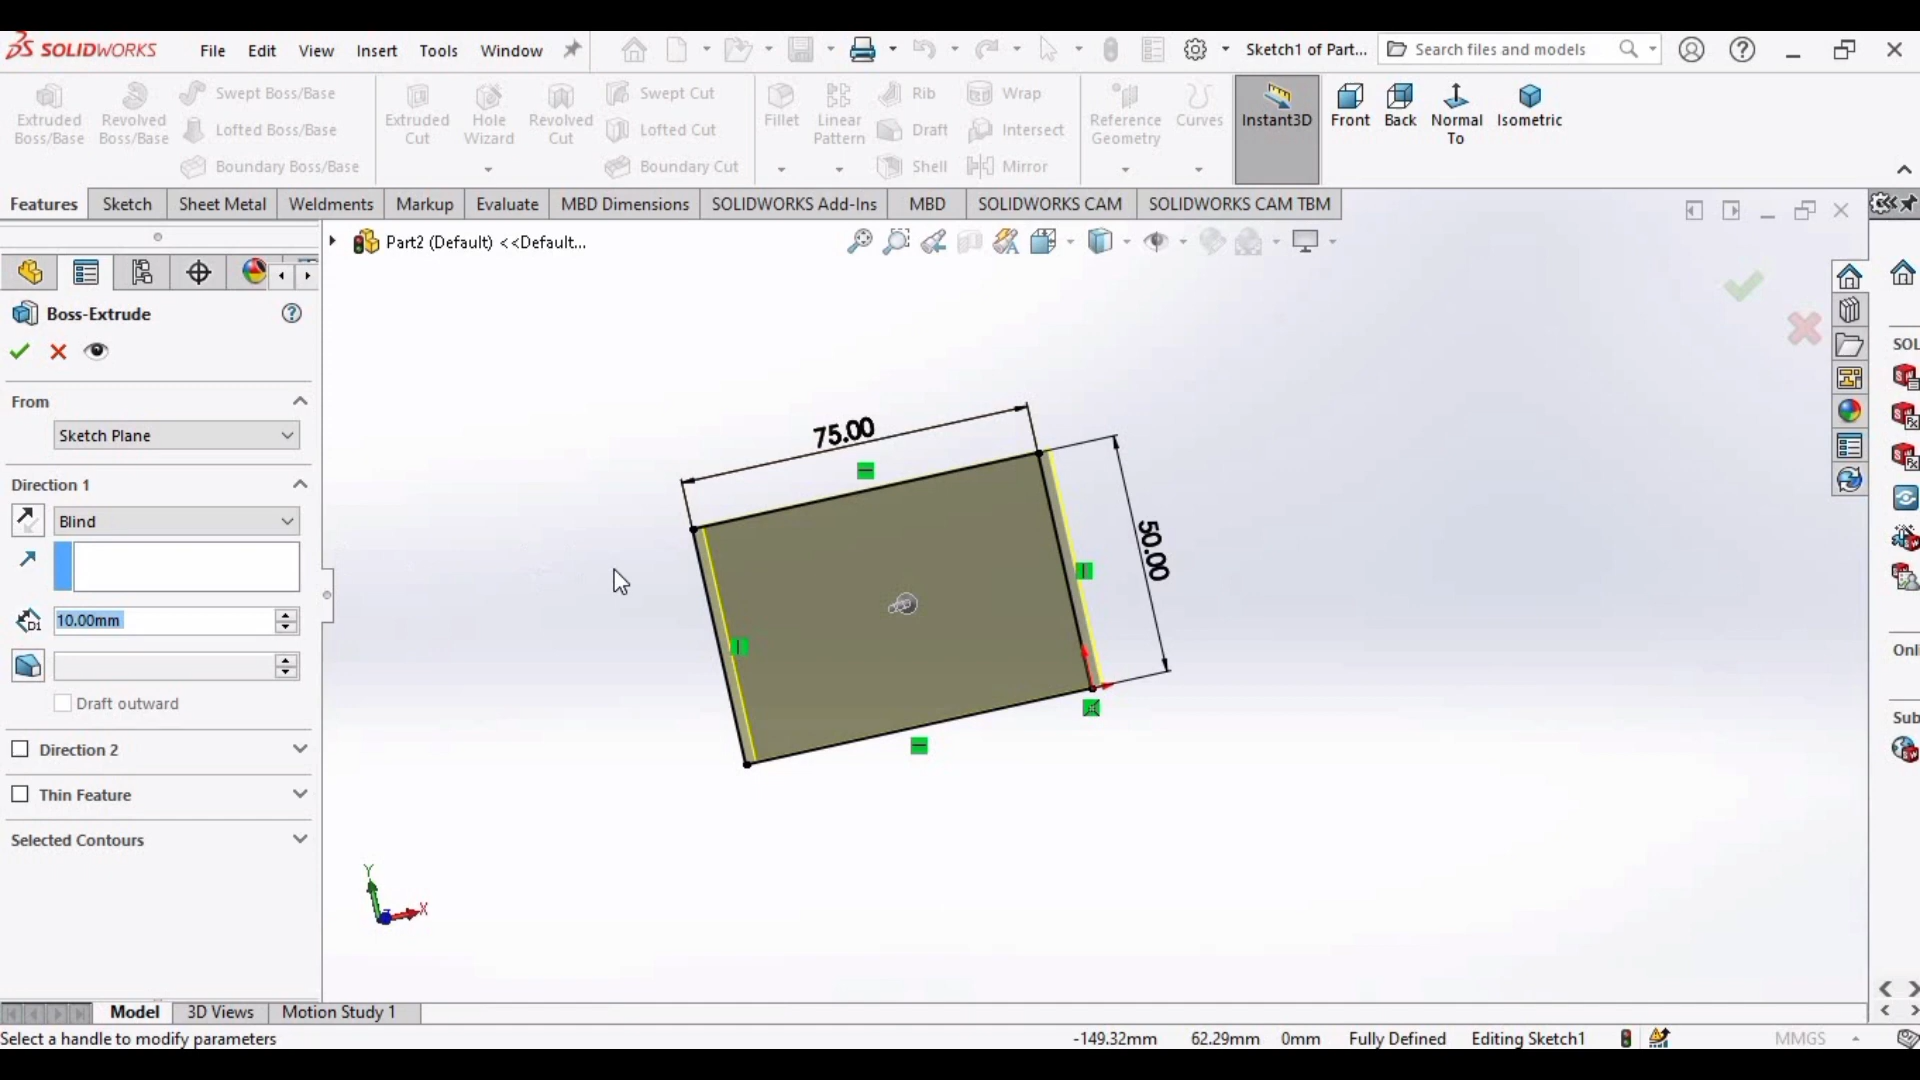 SOLIDWORKS File Edit View Insert Tools Window Sketch1 of Part... Search files and models
Extruded Boss/Base
Revolved Boss/Base
Swept Boss/Base
Lofted Boss/Base
Boundary Boss/Base
Extruded Cut
Hole Wizard
Revolved Cut
Swept Cut
Lofted Cut
Boundary Cut
Fillet
Linear Pattern
Rib
Draft
Shell
Wrap
Intersect
Mirror
Reference Geometry
Curves
Instant3D
Front
Back
Normal To
Isometric
Features Sketch Sheet Metal Weldments Markup Evaluate MBD Dimensions SOLIDWORKS Add-Ins MBD SOLIDWORKS CAM SOLIDWORKS CAM TBM
Part2 (Default) <<Default...
Boss-Extrude
From
Sketch Plane
Direction 1
Blind
D1
10.00mm
Draft outward
Direction 2
Thin Feature
Selected Contours
75.00
50.00
Y
X
SOL
Onli
Sub
Model 3D Views Motion Study 1
Select a handle to modify parameters -149.32mm 62.29mm 0mm Fully Defined Editing Sketch1 MMGS